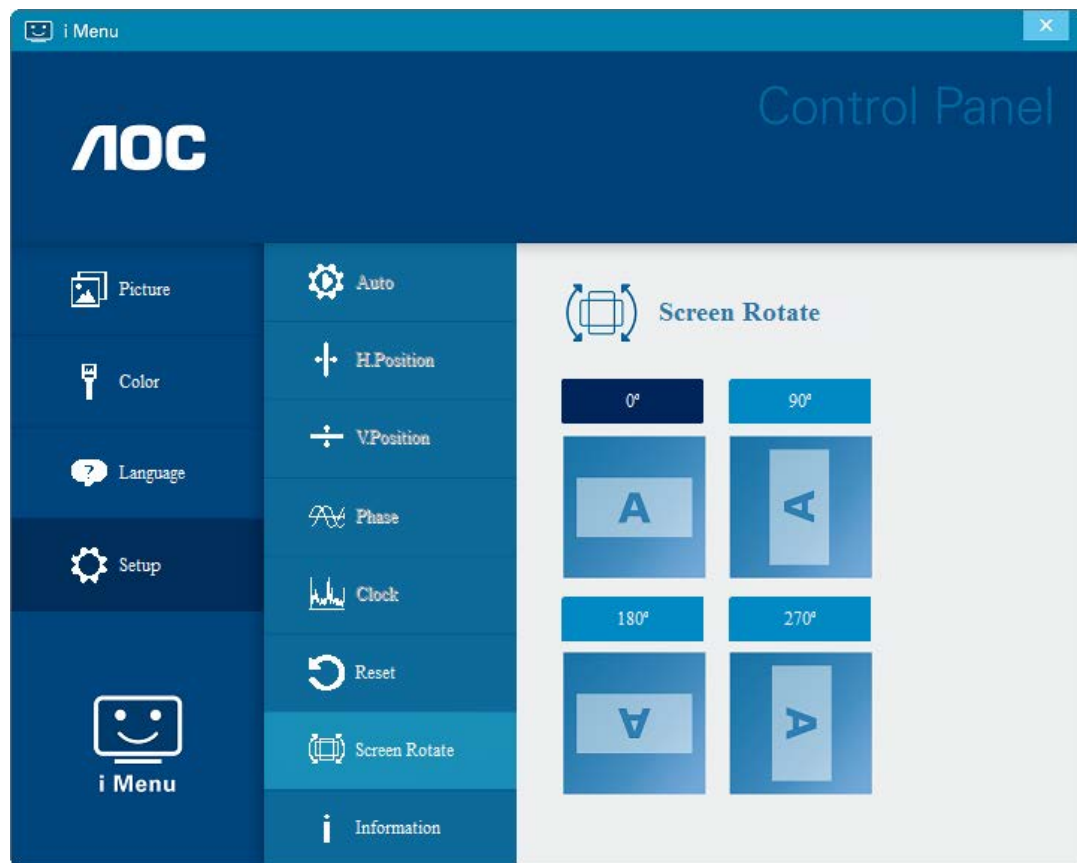 i Menu
Control Panel
AOC
Picture
Color
Language
Setup
i Menu
Auto
H.Position
V.Position
Phase
Clock
Reset
Screen Rotate
Information
Screen Rotate
0°
90°
A
A
180°
270°
A
A